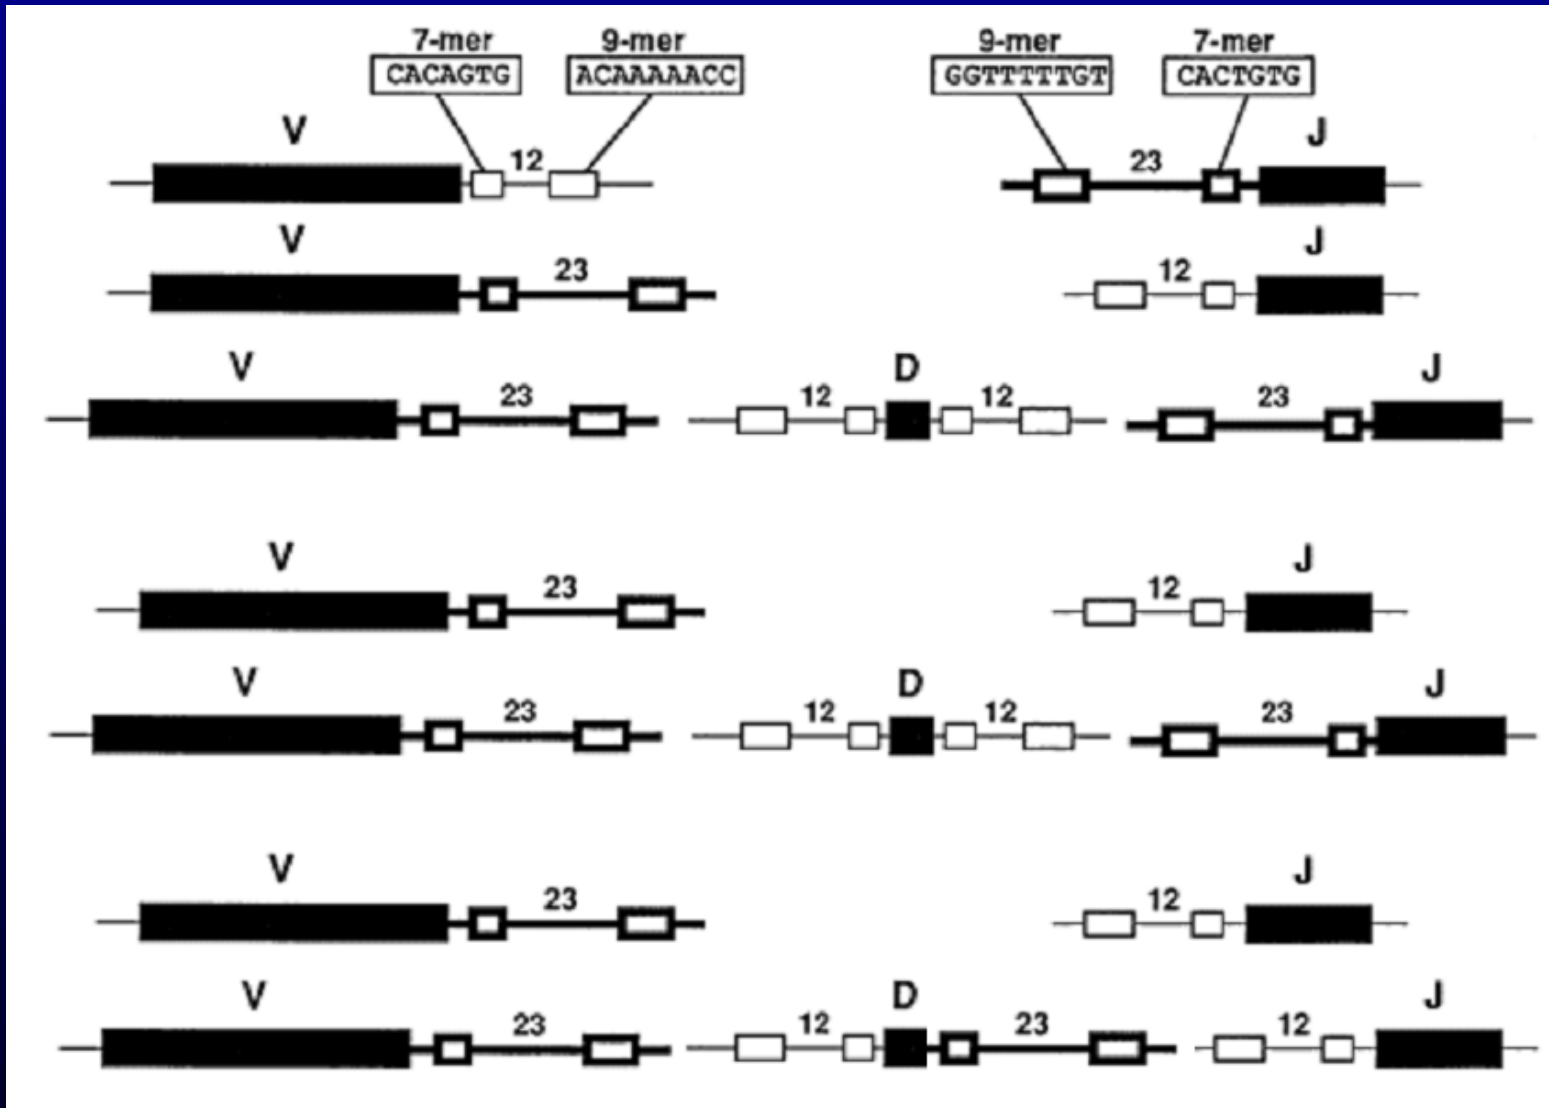 7-mer 9-mer 9-mer 7-mer
CACAGTG ACAAAAACC GGTTTTTGT CACTGTG
V 12 23 J
V 23 12 J
V 23 12 D 12 23 J
V 23 12 J
V 23 12 D 12 23 J
V 23 12 J
V 23 12 D 23 12 J